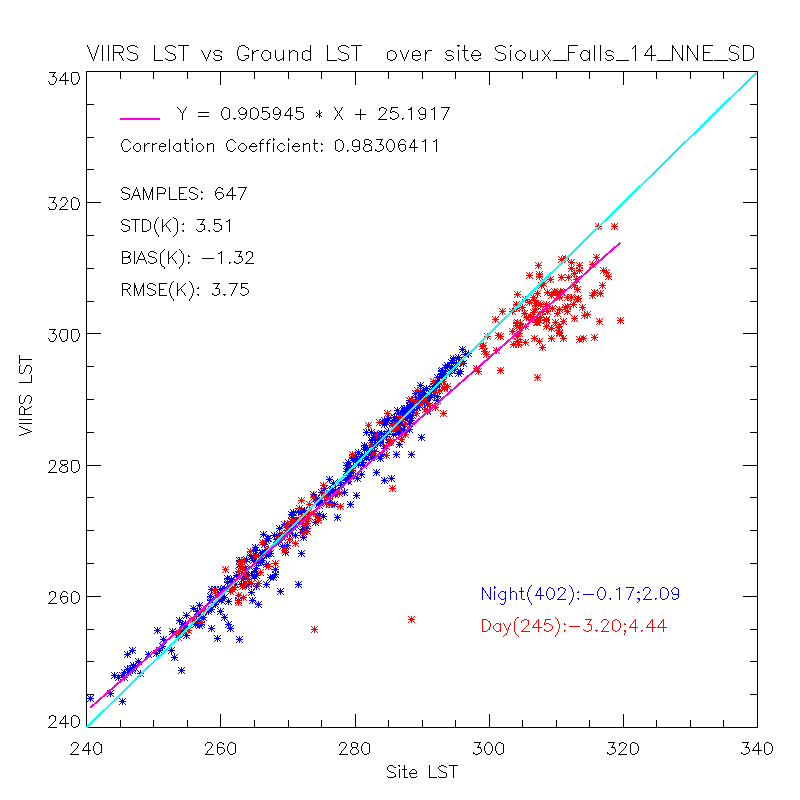 VIIRS LST vs Ground LST  over site Sioux_Falls_14_NNE_SD
340
Y = 0.905945 * X + 25.1917
Correlation Coefficient: 0.98306411
SAMPLES: 647
320
STD(K): 3.51
BIAS(K): −1.32
RMSE(K): 3.75
300
VIIRS LST
280
Night(402):−0.17;2.09
260
Day(245):−3.20;4.44
240
240 260 280 300 320 340
Site LST